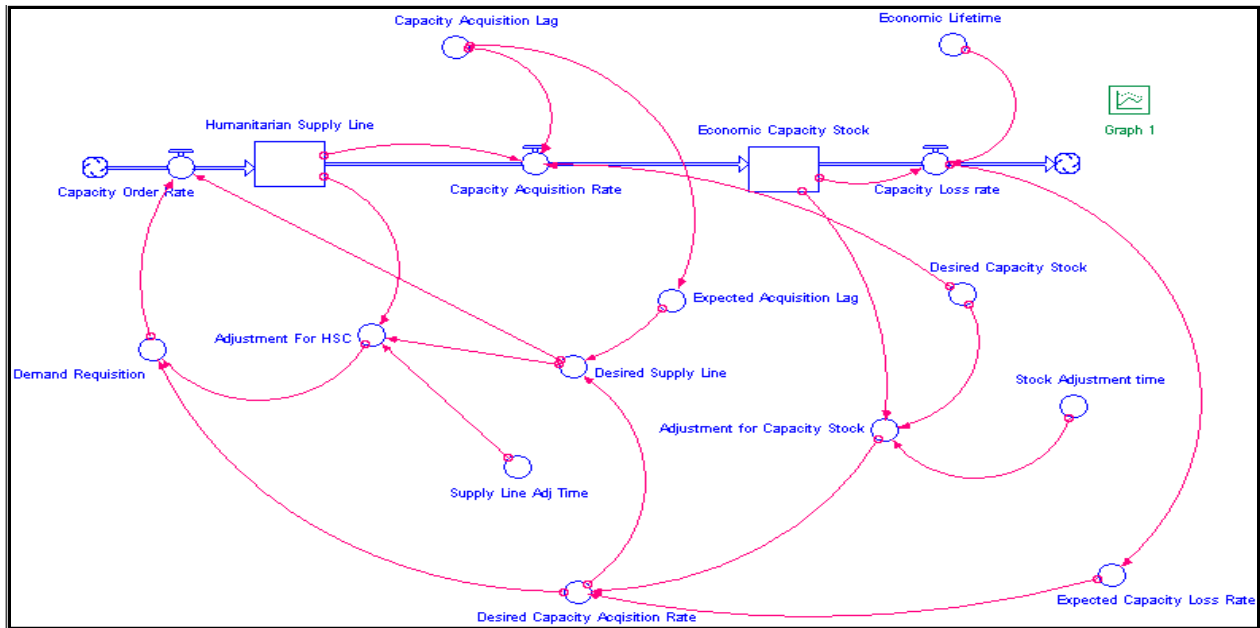 Capacity Acquisition Lag
Economic Lifetime
Humanitarian Supply Line
Economic Capacity Stock
Graph 1
Capacity Order Rate
Capacity Acquisition Rate
Capacity Loss rate
Desired Capacity Stock
Expected Acquisition Lag
Adjustment For HSC
Demand Requisition
Desired Supply Line
Stock Adjustment time
Adjustment for Capacity Stock
Supply Line Adj Time
Expected Capacity Loss Rate
Desired Capacity Acqisition Rate